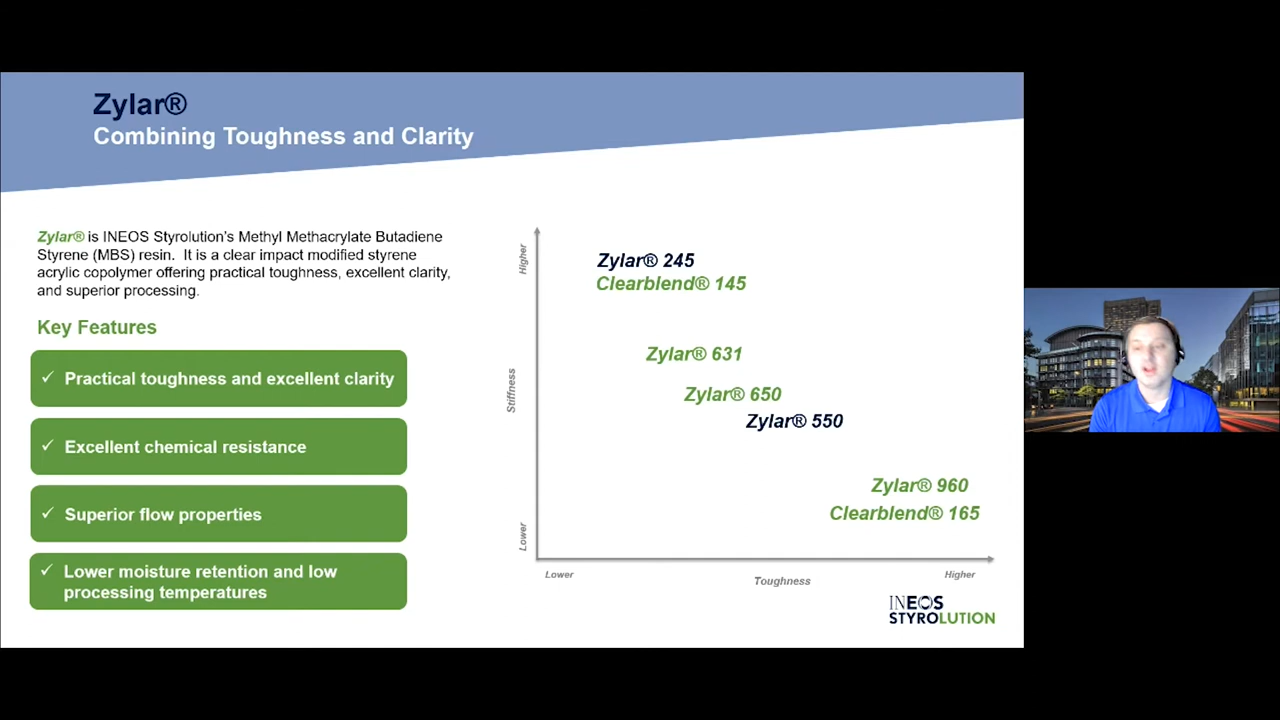 Zylar®
Combining Toughness and Clarity
Zylar® is INEOS Styrolution's Methyl Methacrylate Butadiene
Styrene (MBS) resin. It is a clear impact modified styrene
acrylic copolymer offering practical toughness, excellent clarity,
and superior processing.
Key Features
✓ Practical toughness and excellent clarity
✓ Excellent chemical resistance
✓ Superior flow properties
✓ Lower moisture retention and low
processing temperatures
Higher
Stiffness
Lower
Zylar® 245
Clearblend® 145
Zylar® 631
Zylar® 650
Zylar® 550
Zylar® 960
Clearblend® 165
Lower
Toughness
Higher
INEOS
STYROLUTION